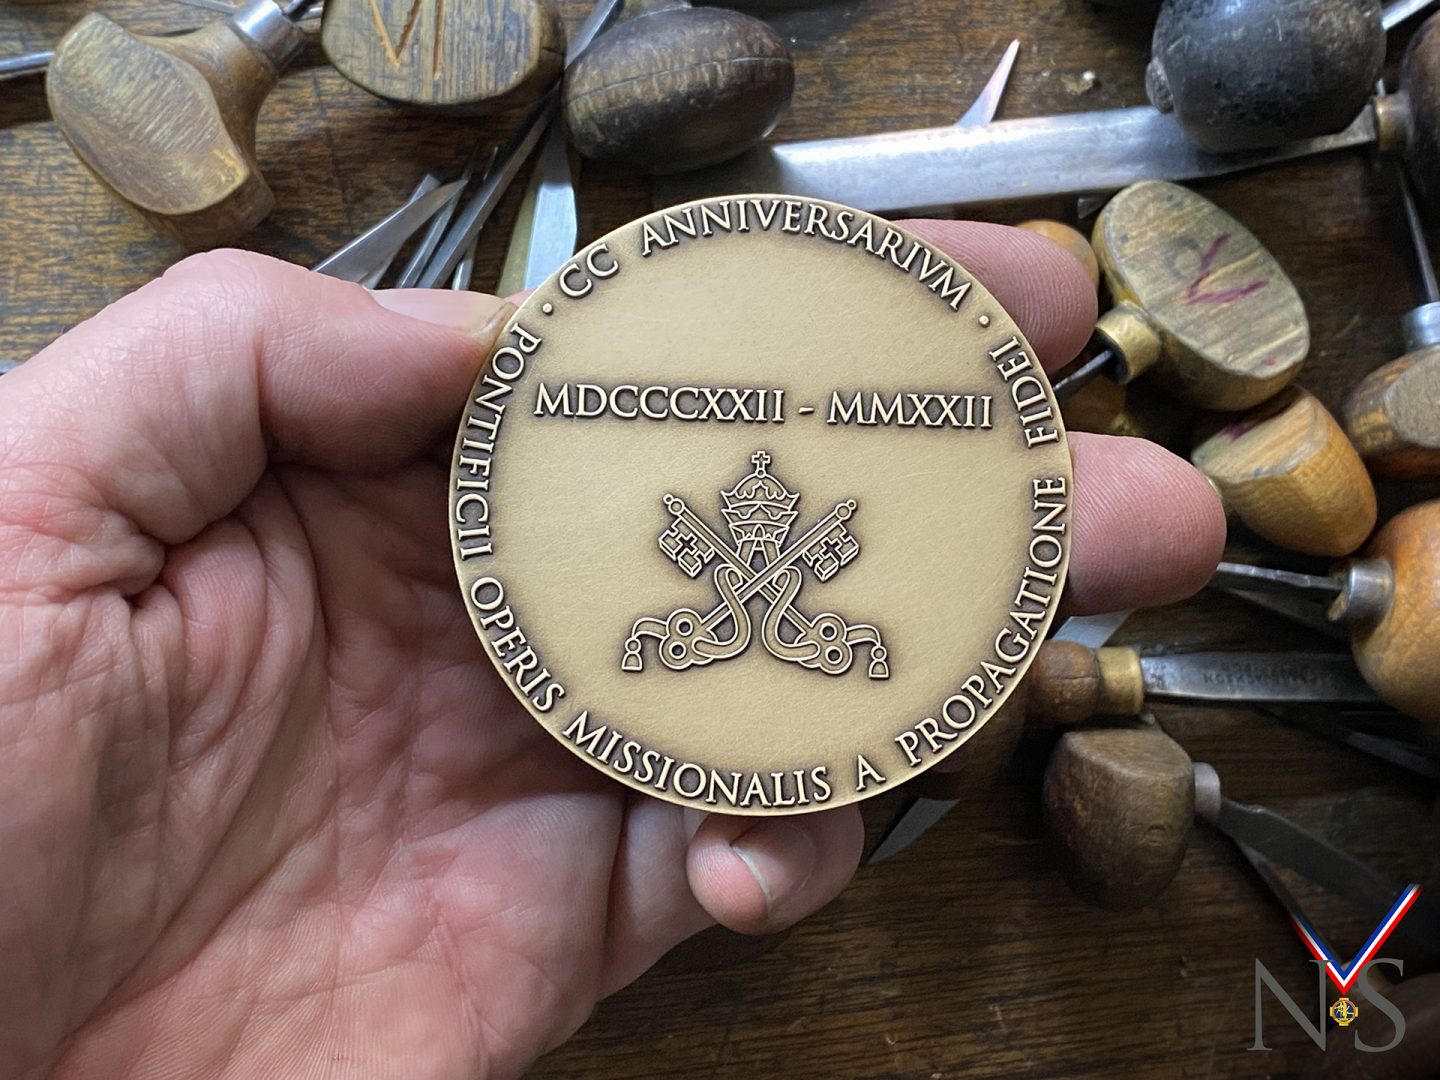 · CC ANNIVERSARIVM ·
PONTIFICII OPERIS MISSIONALIS A PROPAGATIONE FIDEI
MDCCCXXII - MMXXII
NS